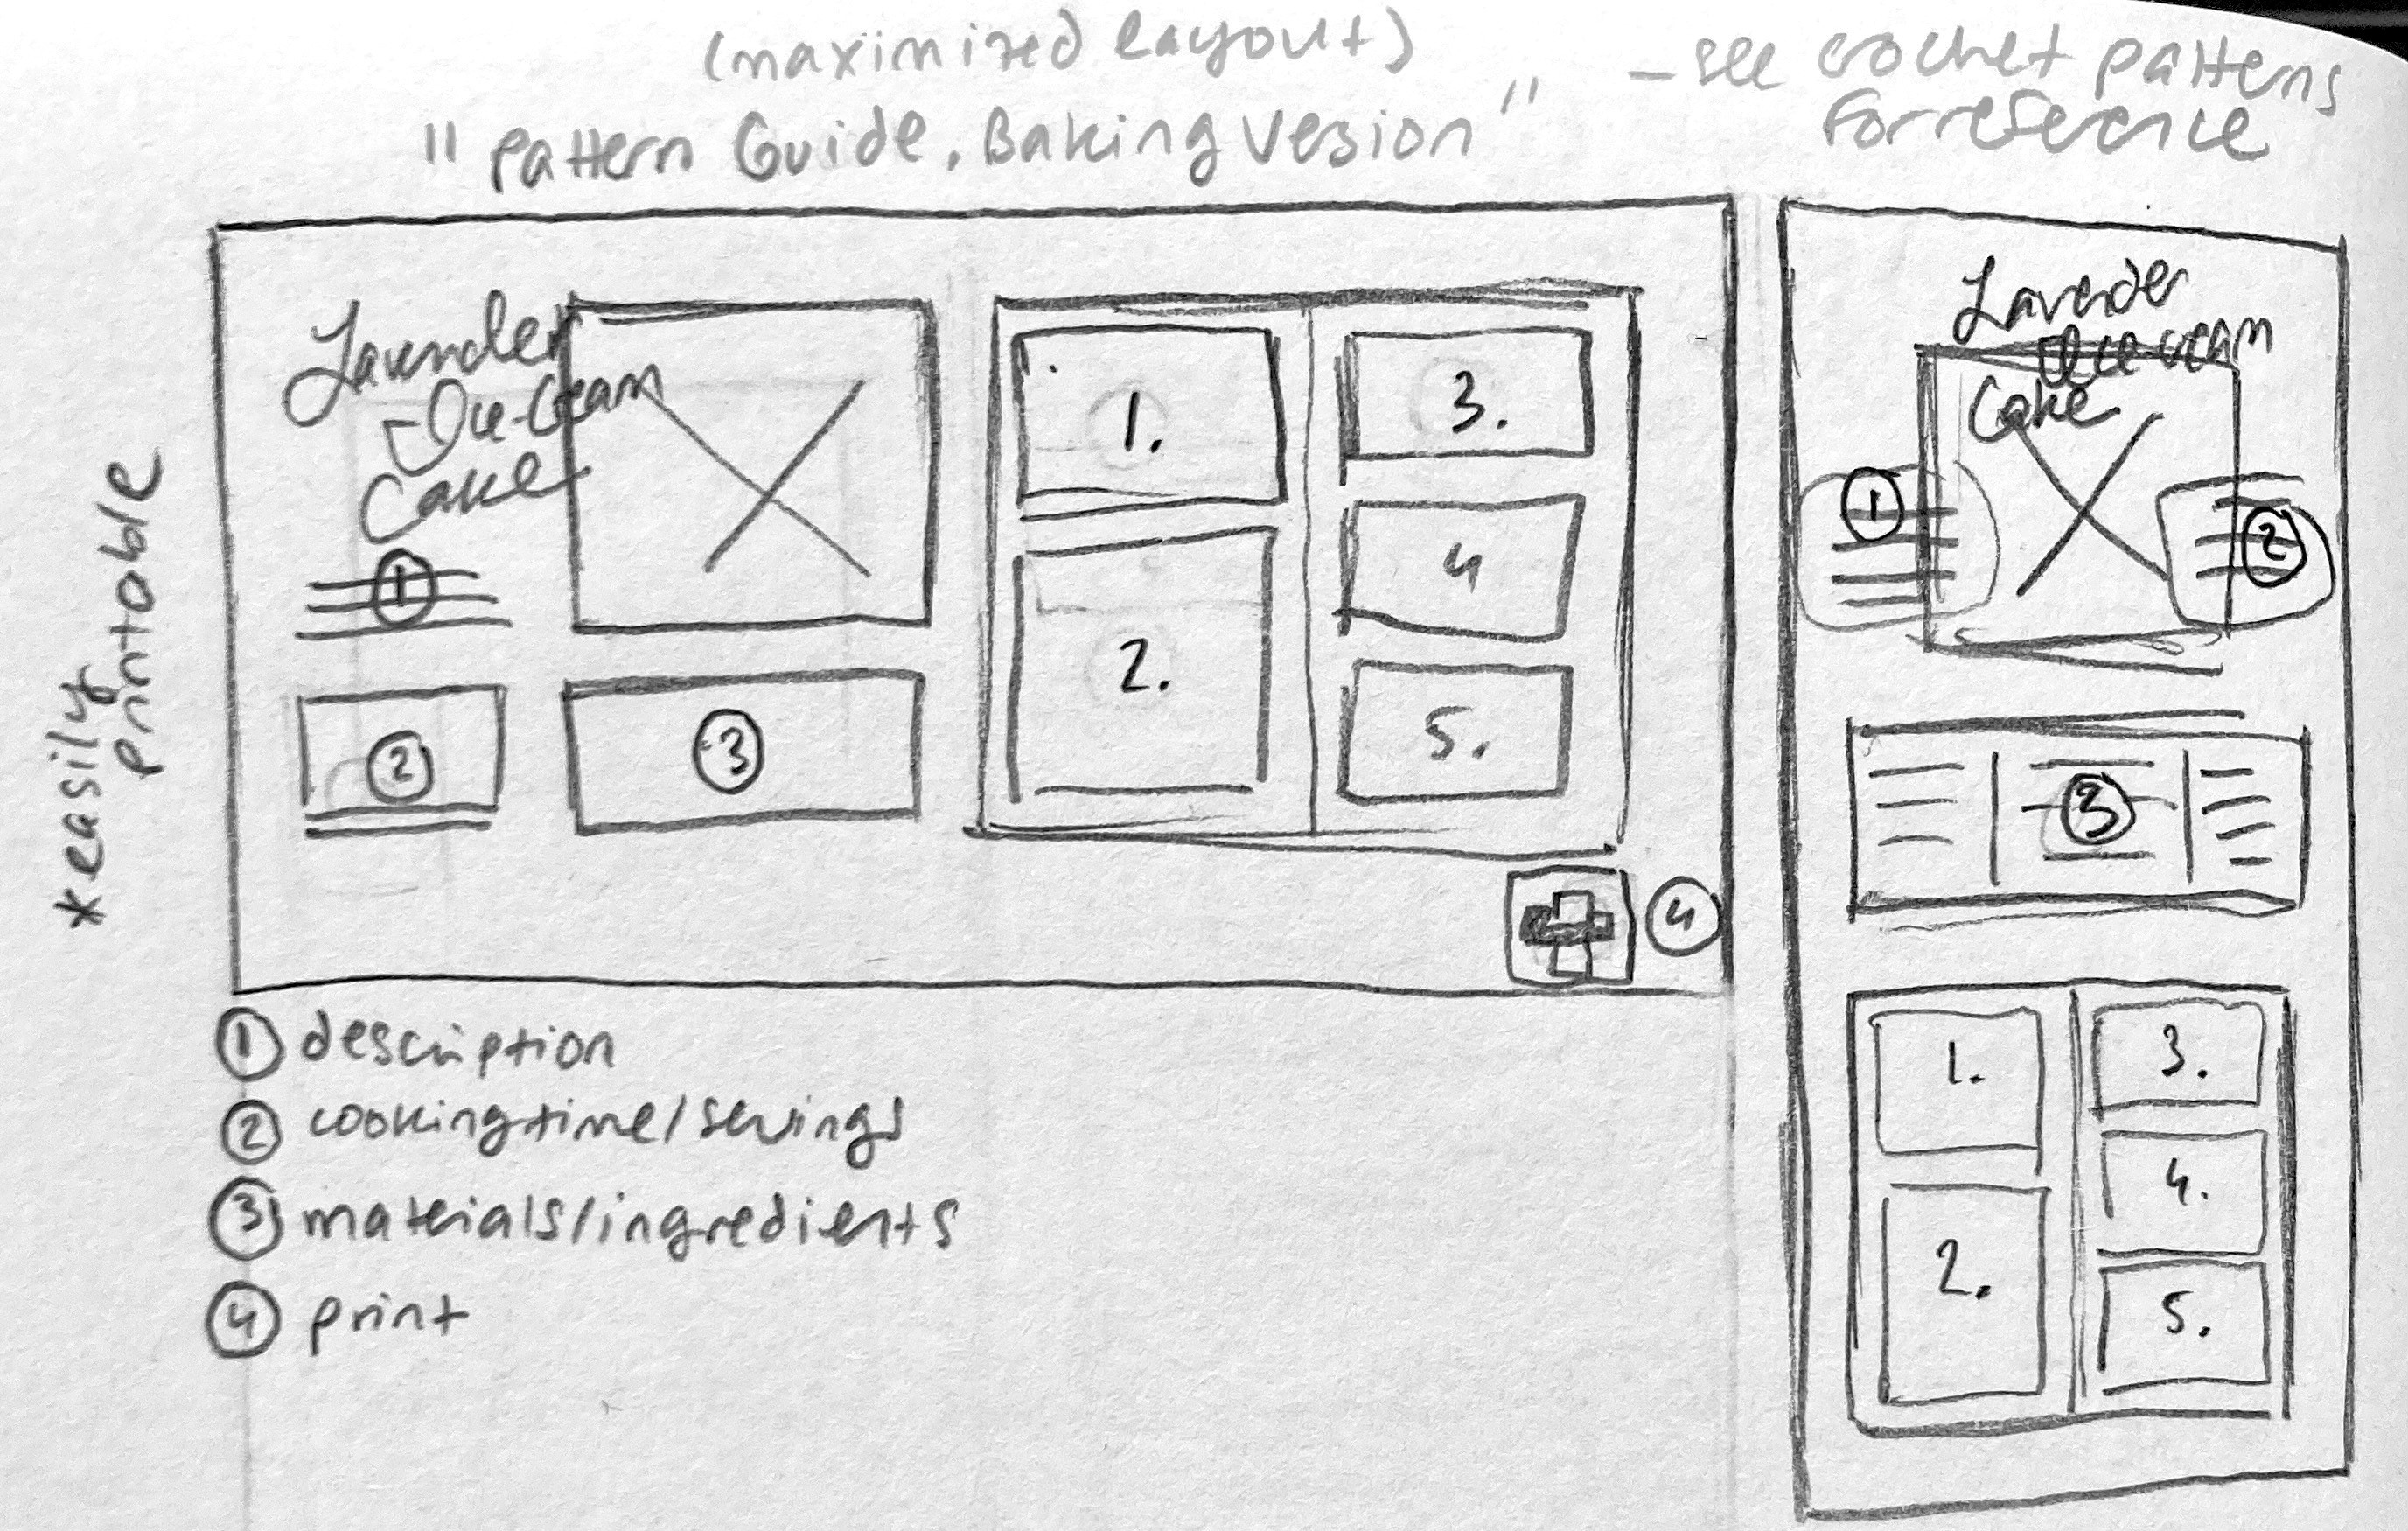 (maximized layout)
" Pattern Guide, Baking Vesion "
- see crochet patterns
for reference
* easily
printable
Lavender
-Ice-Cream
Cake
1
2
3
1.
2.
3.
4
5.
4
Lavender
Ice-cream
Cake
1
2
3
1.
2.
3.
4.
5.
1 description
2 cooking time/servings
3 materials/ingredients
4 print